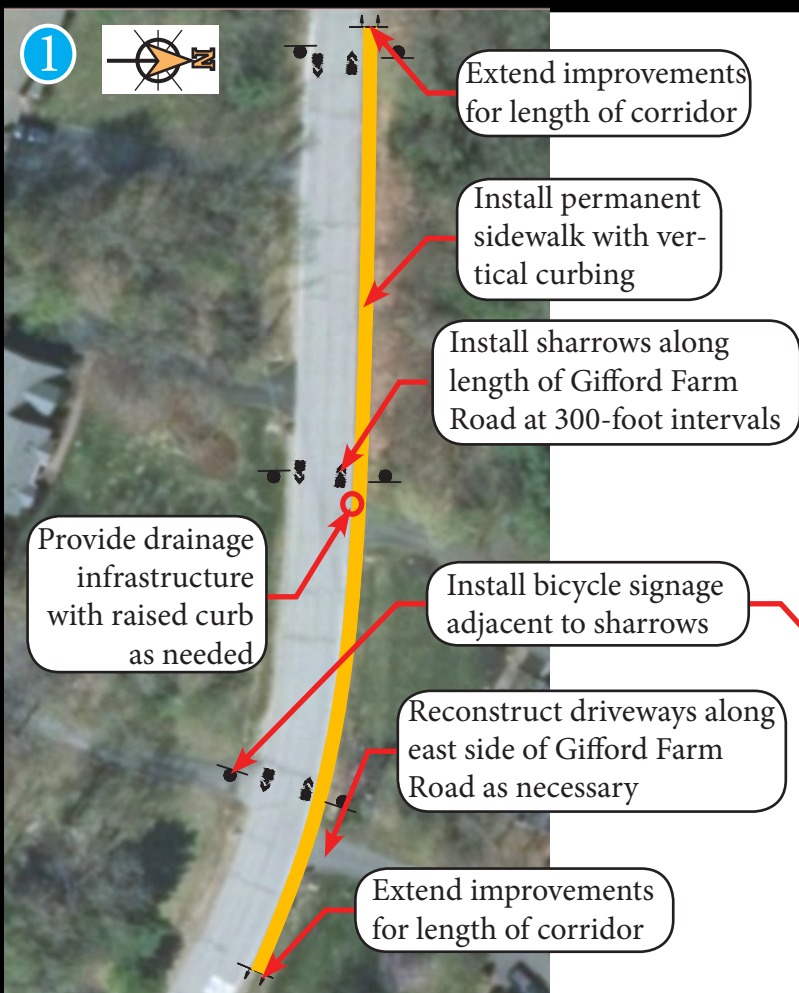 1
N
Extend improvements
for length of corridor
Install permanent
sidewalk with ver-
tical curbing
Install sharrows along
length of Gifford Farm
Road at 300-foot intervals
Provide drainage
infrastructure
with raised curb
as needed
Install bicycle signage
adjacent to sharrows
Reconstruct driveways along
east side of Gifford Farm
Road as necessary
Extend improvements
for length of corridor